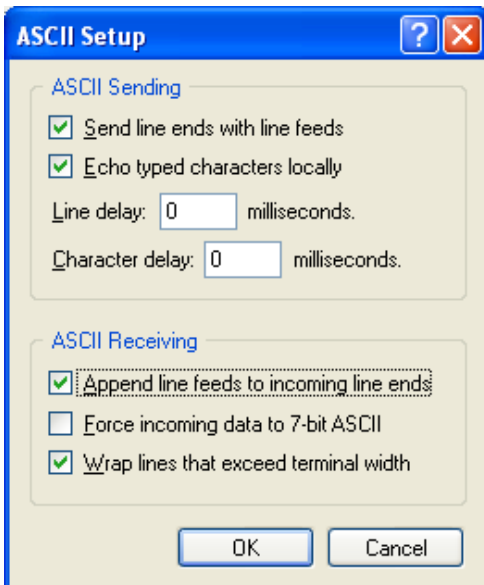 ASCII Setup
ASCII Sending
Send line ends with line feeds
Echo typed characters locally
Line delay: 0 milliseconds.
Character delay: 0 milliseconds.
ASCII Receiving
Append line feeds to incoming line ends
Force incoming data to 7-bit ASCII
Wrap lines that exceed terminal width
OK Cancel